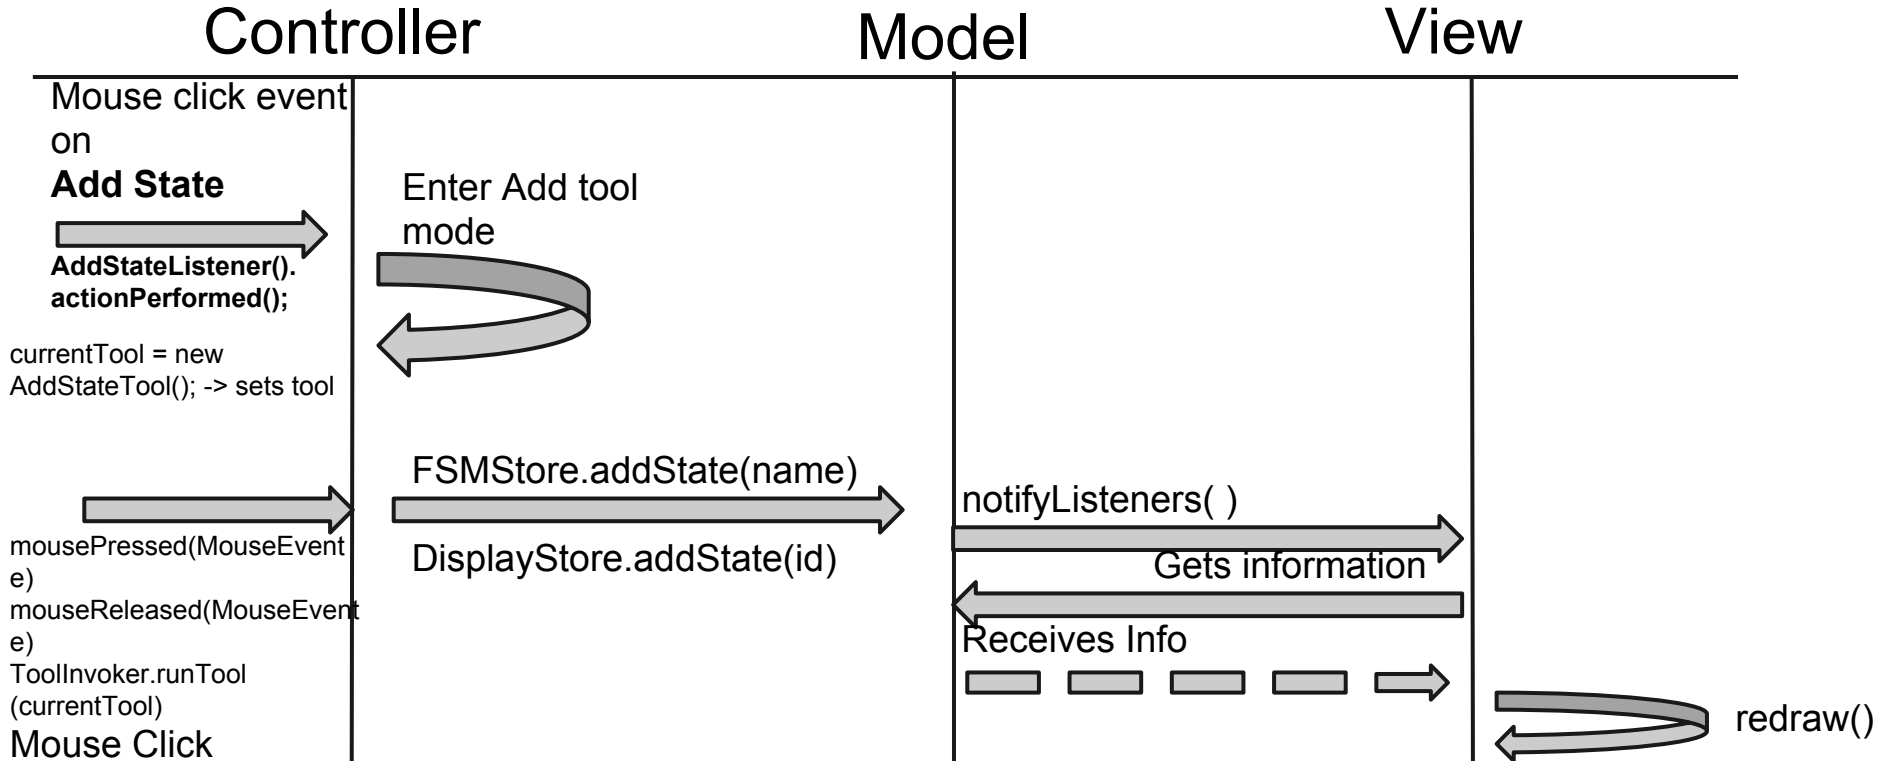 Controller
Model
View
Mouse click event
on
Add State
AddStateListener().
actionPerformed();
currentTool = new
AddStateTool(); -> sets tool
Enter Add tool
mode
mousePressed(MouseEvent
e)
mouseReleased(MouseEvent
e)
ToolInvoker.runTool
(currentTool)
Mouse Click
FSMStore.addState(name)
DisplayStore.addState(id)
notifyListeners( )
Gets information
Receives Info
redraw()